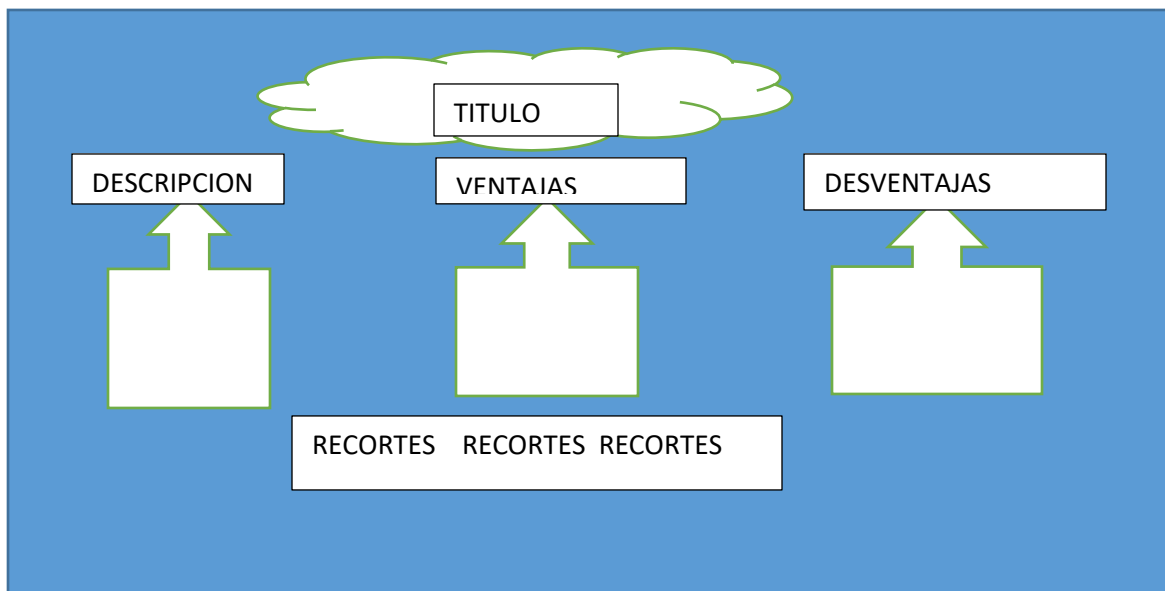 TITULO
DESCRIPCION
VENTAJAS
DESVENTAJAS
RECORTES RECORTES RECORTES